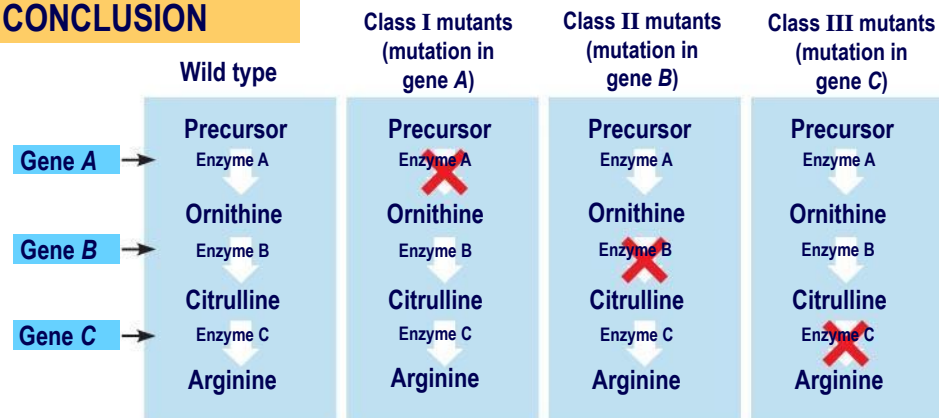 CONCLUSION
Wild type
Class I mutants
(mutation in
gene A)
Class II mutants
(mutation in
gene B)
Class III mutants
(mutation in
gene C)
Precursor Precursor Precursor Precursor
Gene A Enzyme A Enzyme A Enzyme A Enzyme A
Ornithine Ornithine Ornithine Ornithine
Gene B Enzyme B Enzyme B Enzyme B Enzyme B
Citrulline Citrulline Citrulline Citrulline
Gene C Enzyme C Enzyme C Enzyme C Enzyme C
Arginine Arginine Arginine Arginine